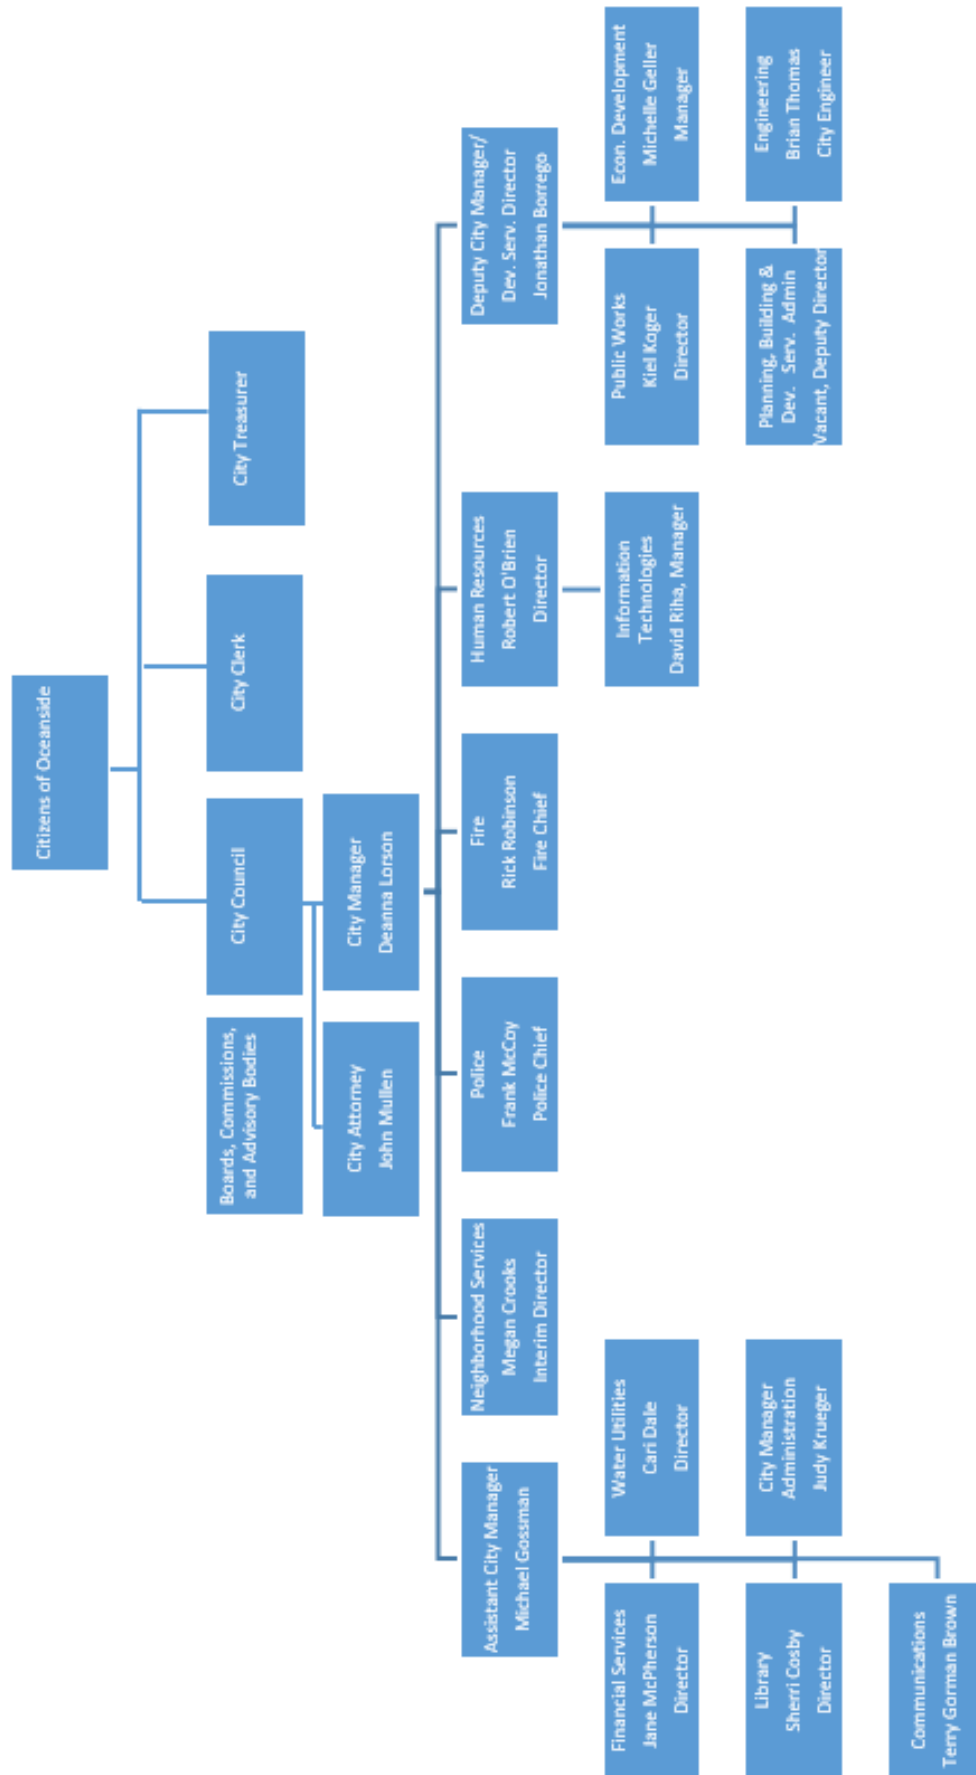 Citizens of Oceanside
Boards, Commissions,
and Advisory Bodies
City Council
City Clerk
City Treasurer
City Attorney
John Mullen
City Manager
Deanna Lorson
Assistant City Manager
Michael Gossman
Neighborhood Services
Megan Crooks
Interim Director
Police
Frank McCoy
Police Chief
Fire
Rick Robinson
Fire Chief
Human Resources
Robert O'Brien
Director
Deputy City Manager/
Dev. Serv. Director
Jonathan Borrego
Financial Services
Jane McPherson
Director
Water Utilities
Cari Dale
Director
Information
Technologies
David Riha, Manager
Public Works
Kiel Koger
Director
Econ. Development
Michelle Geller
Manager
Library
Sherri Cosby
Director
City Manager
Administration
Judy Krueger
Planning, Building &
Dev. Serv. Admin
Vacant, Deputy Director
Engineering
Brian Thomas
City Engineer
Communications
Terry Gorman Brown